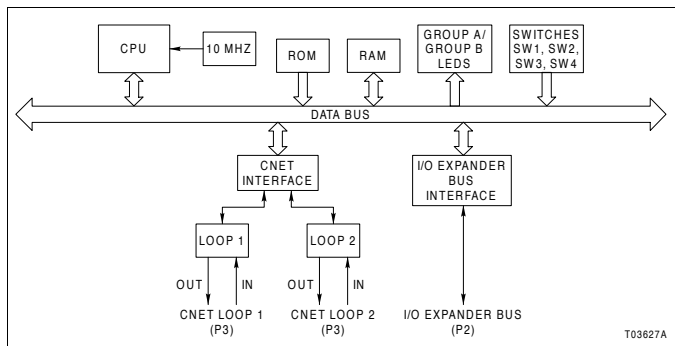 CPU
10 MHZ
ROM
RAM
GROUP A/
GROUP B
LEDS
SWITCHES
SW1, SW2,
SW3, SW4
DATA BUS
CNET
INTERFACE
I/O EXPANDER
BUS
INTERFACE
LOOP 1
LOOP 2
OUT
IN
OUT
IN
CNET LOOP 1
(P3)
CNET LOOP 2
(P3)
I/O EXPANDER BUS
(P2)
T03627A